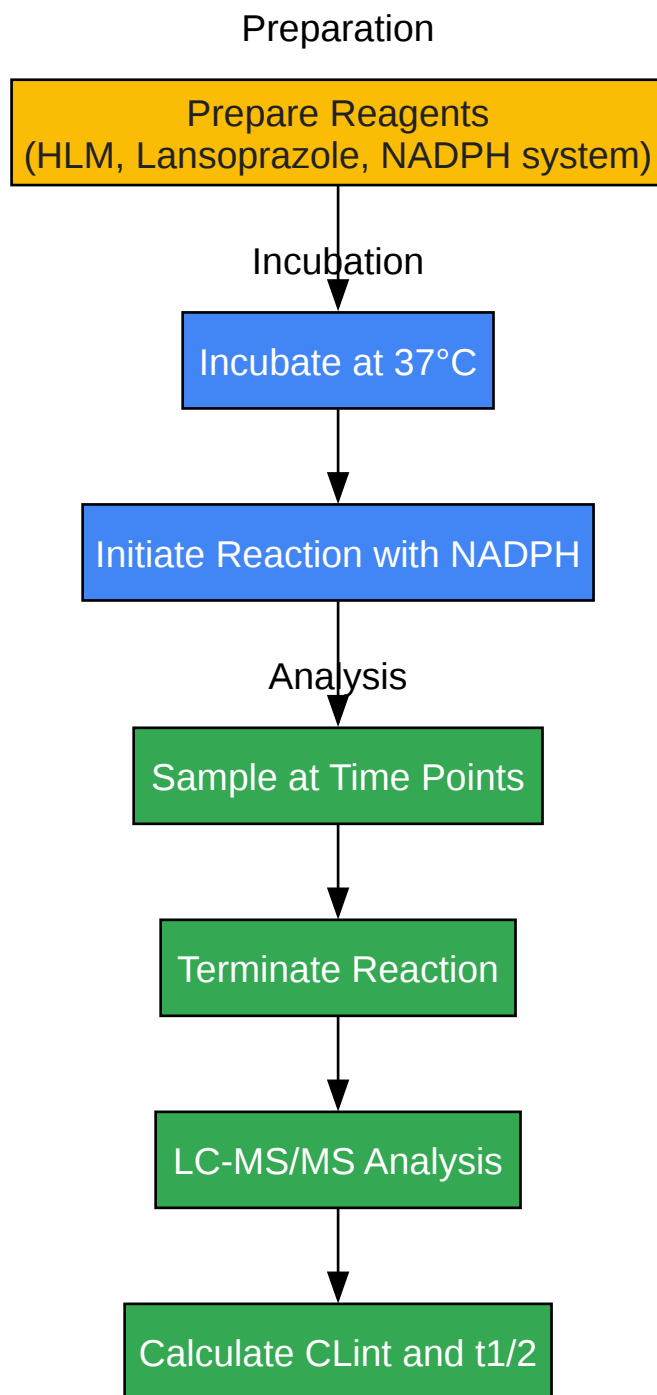 Preparation
Prepare Reagents
(HLM, Lansoprazole, NADPH system)
Incubation
Incubate at 37°C
Initiate Reaction with NADPH
Analysis
Sample at Time Points
Terminate Reaction
LC-MS/MS Analysis
Calculate CLint and t1/2